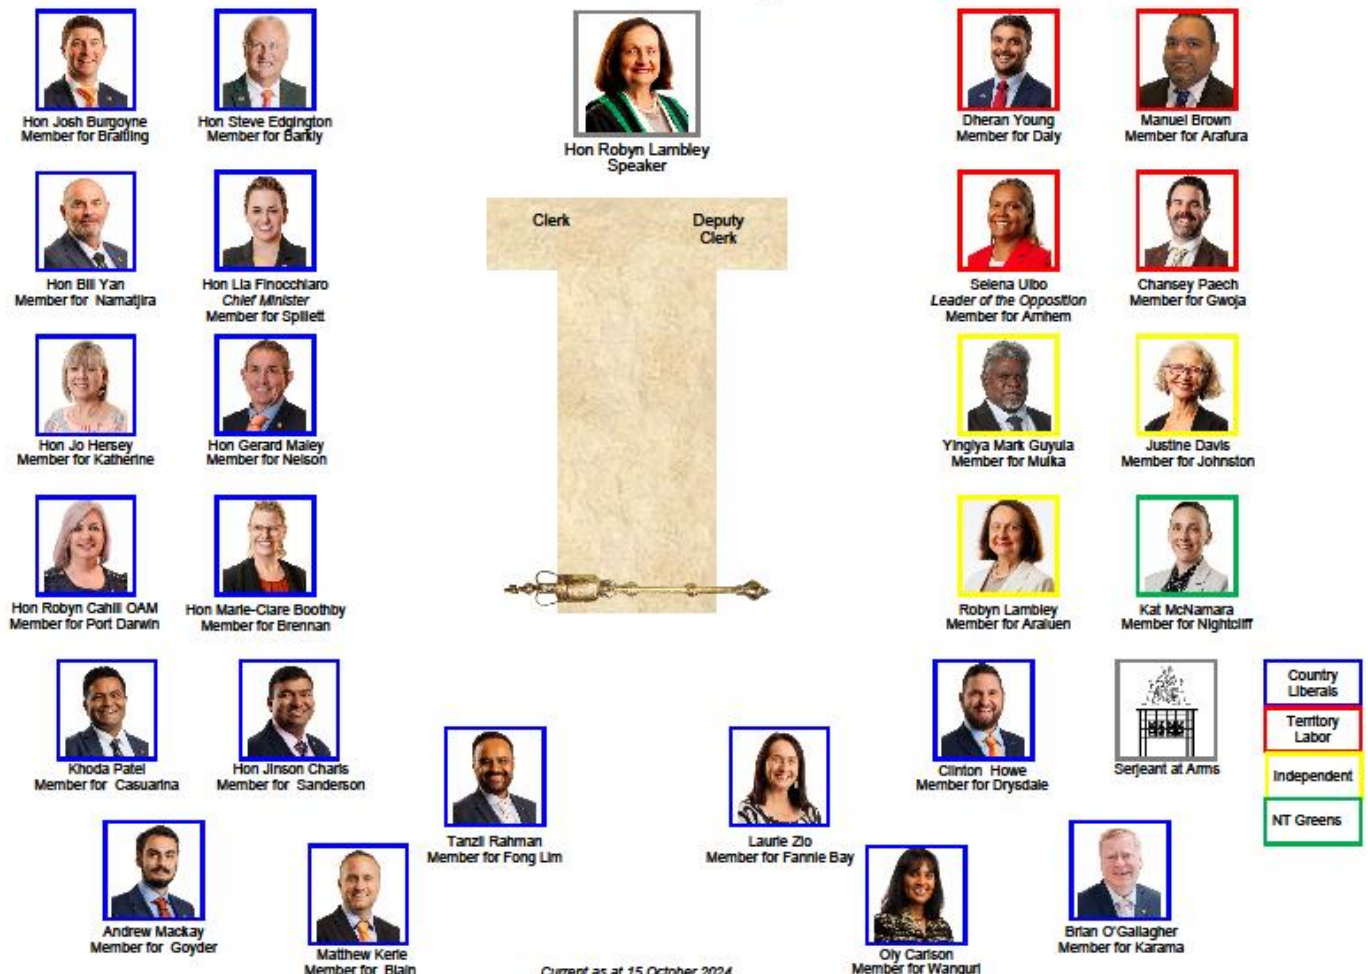 Hon Josh Burgoyne
Member for Braitling
Hon Steve Edgington
Member for Barkly
Hon Robyn Lambley
Speaker
Dheran Young
Member for Daly
Manuel Brown
Member for Arafura
Hon Bill Yan
Member for Namatjira
Hon Lia Finocchiaro
Chief Minister
Member for Spillett
Clerk
Deputy
Clerk
Selena Uibo
Leader of the Opposition
Member for Arnhem
Chansey Paech
Member for Gwoja
Hon Jo Hersey
Member for Katherine
Hon Gerard Maley
Member for Nelson
Yingiya Mark Guyula
Member for Mulka
Justine Davis
Member for Johnston
Hon Robyn Cahill OAM
Member for Port Darwin
Hon Marie-Clare Boothby
Member for Brennan
Robyn Lambley
Member for Araluen
Kat McNamara
Member for Nightcliff
Khoda Patel
Member for Casuarina
Hon Jinson Charls
Member for Sanderson
Tanzil Rahman
Member for Fong Lim
Laurie Zio
Member for Fannie Bay
Clinton Howe
Member for Drysdale
Serjeant at Arms
Country
Liberals
Territory
Labor
Independent
NT Greens
Andrew Mackay
Member for Goyder
Matthew Kerle
Member for Blain
Oly Carlson
Member for Wanguri
Brian O'Gallagher
Member for Karama
Current as at 15 October 2024